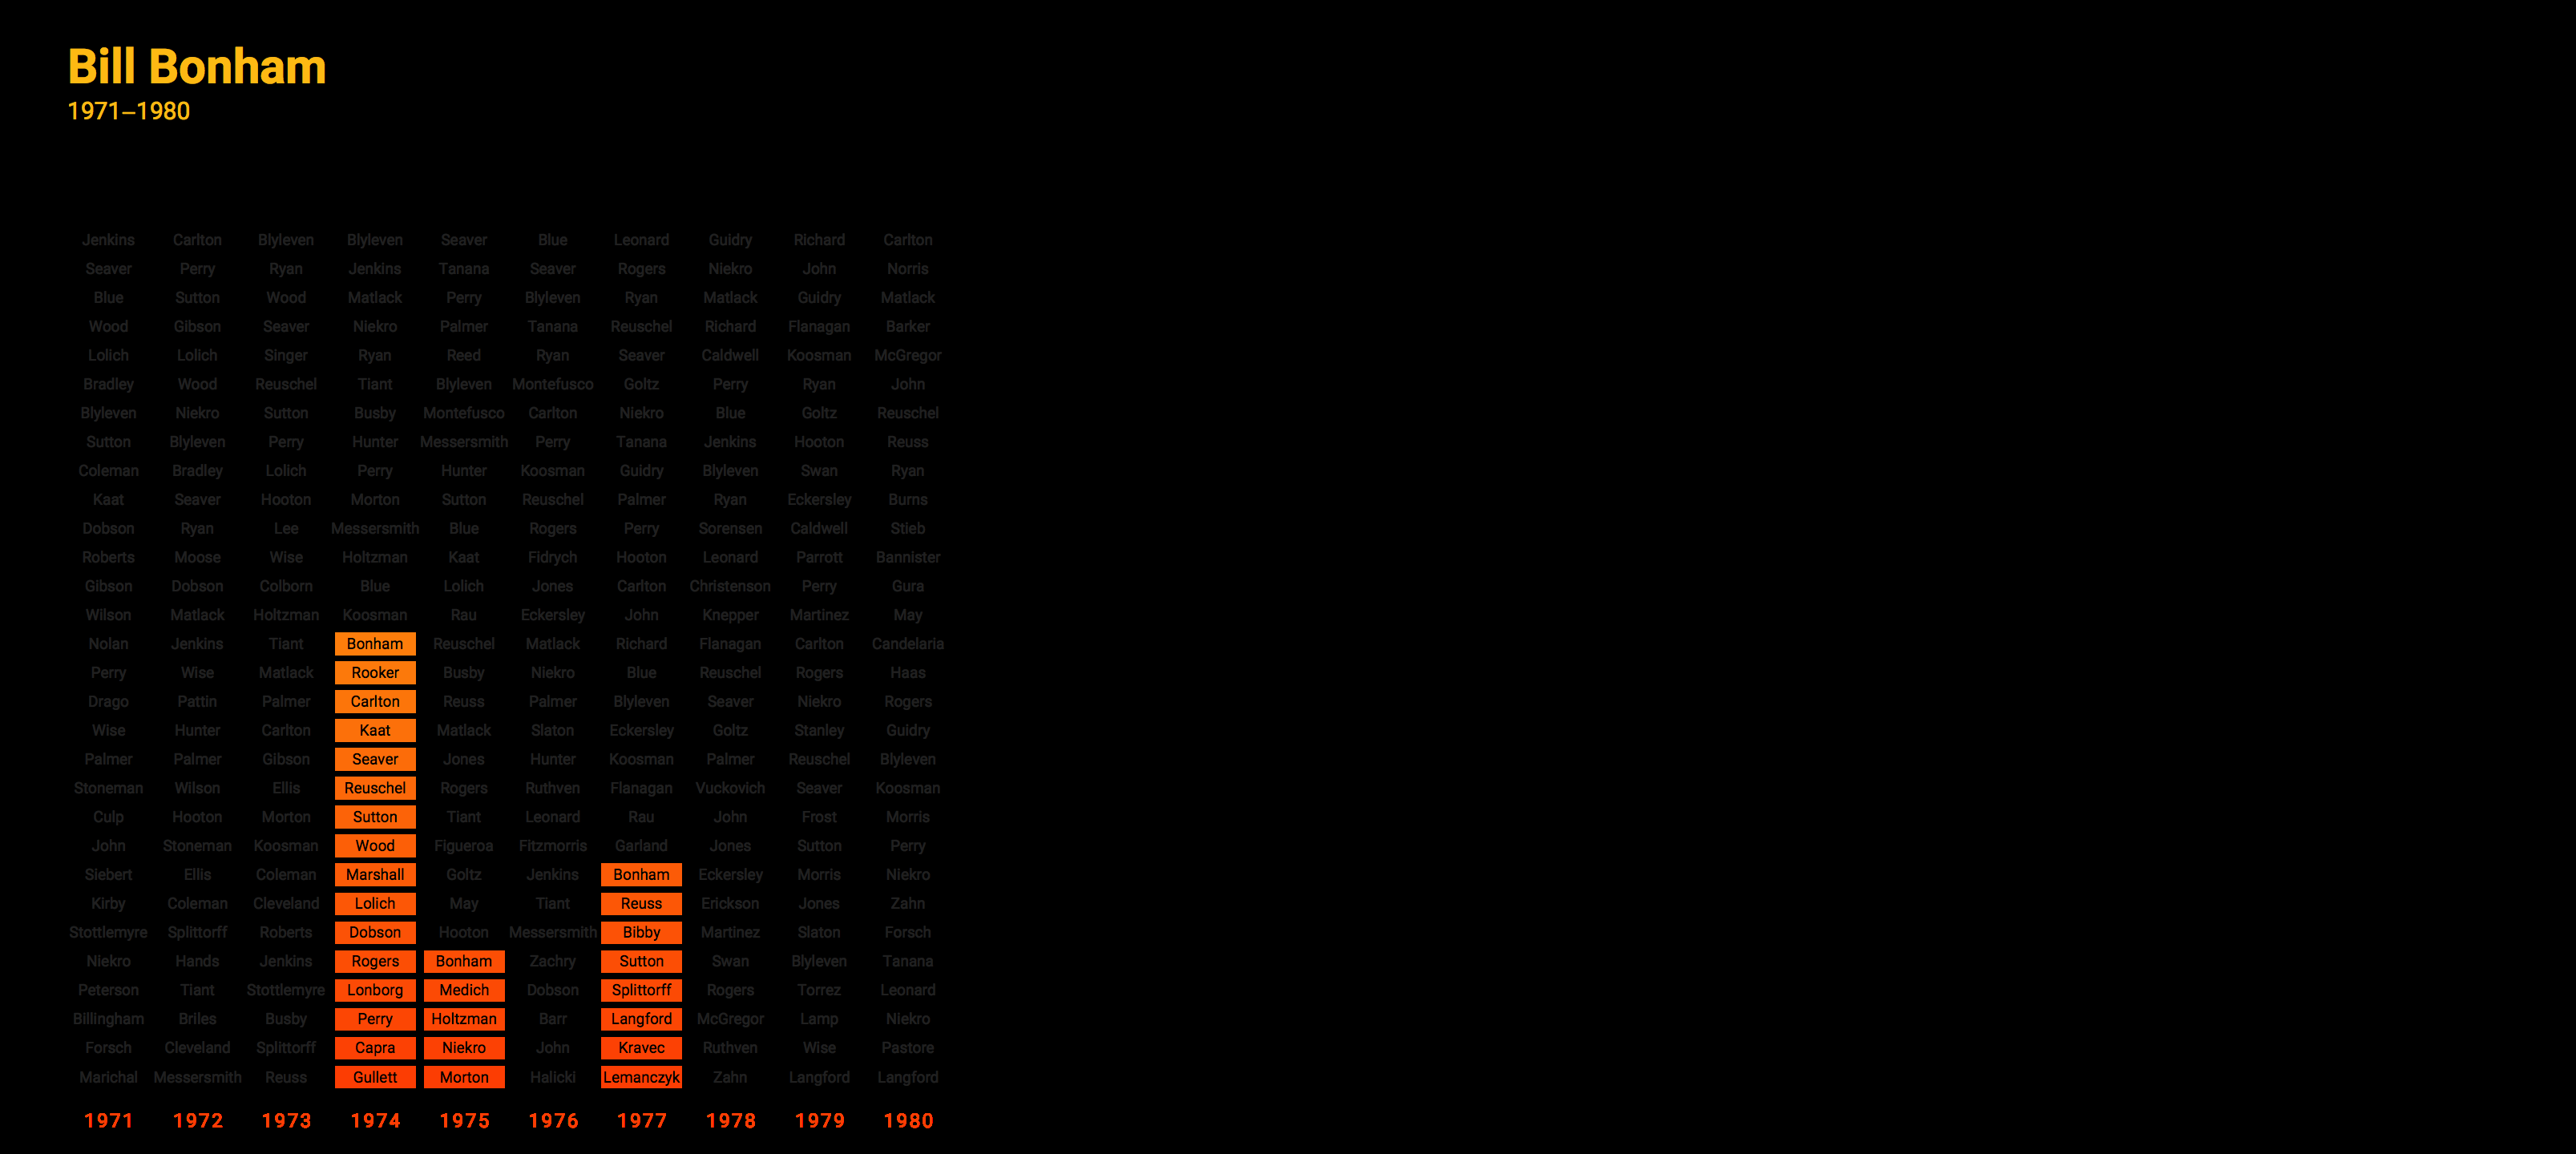 Bill Bonham
1971–1980
Jenkins Carlton Blyleven Blyleven Seaver Blue Leonard Guidry Richard Carlton
Seaver Perry Ryan Jenkins Tanana Seaver Rogers Niekro John Norris
Blue Sutton Wood Matlack Perry Blyleven Ryan Matlack Guidry Matlack
Wood Gibson Seaver Niekro Palmer Tanana Reuschel Richard Flanagan Barker
Lolich Lolich Singer Ryan Reed Ryan Seaver Caldwell Koosman McGregor
Bradley Wood Reuschel Tiant Blyleven Montefusco Goltz Perry Ryan John
Blyleven Niekro Sutton Busby Montefusco Carlton Niekro Blue Goltz Reuschel
Sutton Blyleven Perry Hunter Messersmith Perry Tanana Jenkins Hooton Reuss
Coleman Bradley Lolich Perry Hunter Koosman Guidry Blyleven Swan Ryan
Kaat Seaver Hooton Morton Sutton Reuschel Palmer Ryan Eckersley Burns
Dobson Ryan Lee Messersmith Blue Rogers Perry Sorensen Caldwell Stieb
Roberts Moose Wise Holtzman Kaat Fidrych Hooton Leonard Parrott Bannister
Gibson Dobson Colborn Blue Lolich Jones Carlton Christenson Perry Gura
Wilson Matlack Holtzman Koosman Rau Eckersley John Knepper Martinez May
Nolan Jenkins Tiant Bonham Reuschel Matlack Richard Flanagan Carlton Candelaria
Perry Wise Matlack Rooker Busby Niekro Blue Reuschel Rogers Haas
Drago Pattin Palmer Carlton Reuss Palmer Blyleven Seaver Niekro Rogers
Wise Hunter Carlton Kaat Matlack Slaton Eckersley Goltz Stanley Guidry
Palmer Palmer Gibson Seaver Jones Hunter Koosman Palmer Reuschel Blyleven
Stoneman Wilson Ellis Reuschel Rogers Ruthven Flanagan Vuckovich Seaver Koosman
Culp Hooton Morton Sutton Tiant Leonard Rau John Frost Morris
John Stoneman Koosman Wood Figueroa Fitzmorris Garland Jones Sutton Perry
Siebert Ellis Coleman Marshall Goltz Jenkins Bonham Eckersley Morris Niekro
Kirby Coleman Cleveland Lolich May Tiant Reuss Erickson Jones Zahn
Stottlemyre Splittorff Roberts Dobson Hooton Messersmith Bibby Martinez Slaton Forsch
Niekro Hands Jenkins Rogers Bonham Zachry Sutton Swan Blyleven Tanana
Peterson Tiant Stottlemyre Lonborg Medich Dobson Splittorff Rogers Torrez Leonard
Billingham Briles Busby Perry Holtzman Barr Langford McGregor Lamp Niekro
Forsch Cleveland Splittorff Capra Niekro John Kravec Ruthven Wise Pastore
Marichal Messersmith Reuss Gullett Morton Halicki Lemanczyk Zahn Langford Langford
1971 1972 1973 1974 1975 1976 1977 1978 1979 1980